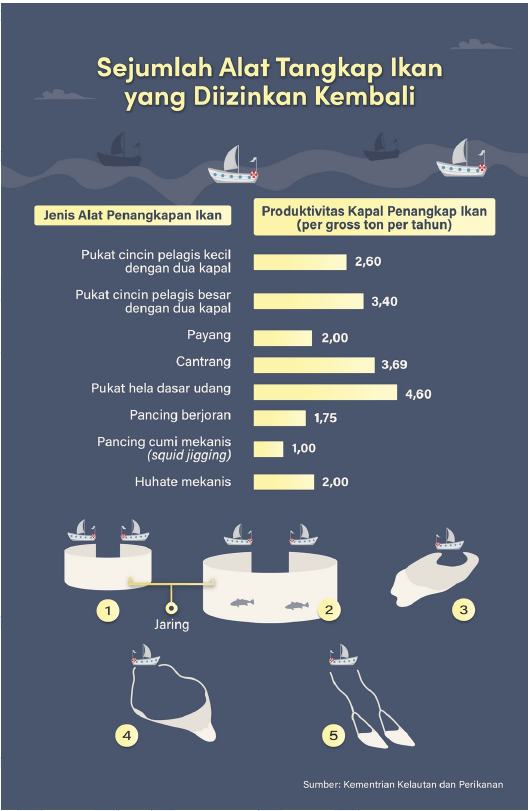 Sejumlah Alat Tangkap Ikan
yang Diizinkan Kembali
Jenis Alat Penangkapan Ikan
Produktivitas Kapal Penangkap Ikan
(per gross ton per tahun)
Pukat cincin pelagis kecil
dengan dua kapal
2,60
Pukat cincin pelagis besar
dengan dua kapal
3,40
Payang
2,00
Cantrang
3,69
Pukat hela dasar udang
4,60
Pancing berjoran
1,75
Pancing cumi mekanis
(squid jigging)
1,00
Huhate mekanis
2,00
1
Jaring
2
3
4
5
Sumber: Kementrian Kelautan dan Perikanan